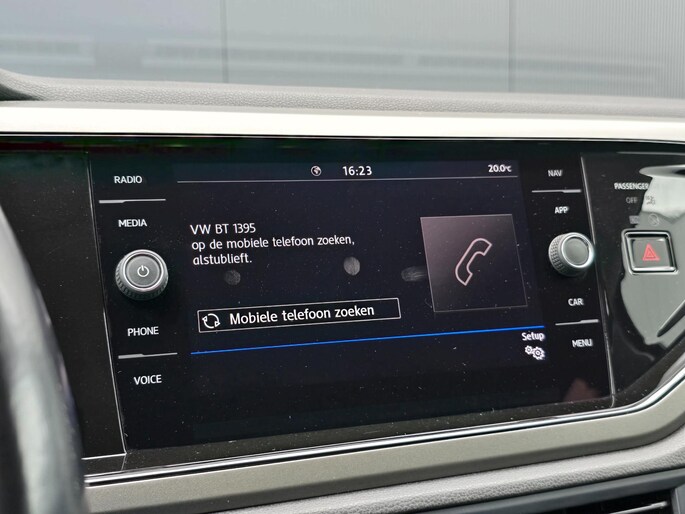 RADIO
MEDIA
PHONE
VOICE
16:23
20.0°C
VW BT 1395
op de mobiele telefoon zoeken,
alstublieft.
Mobiele telefoon zoeken
Setup
NAV
APP
CAR
MENU
PASSENGER
OFF